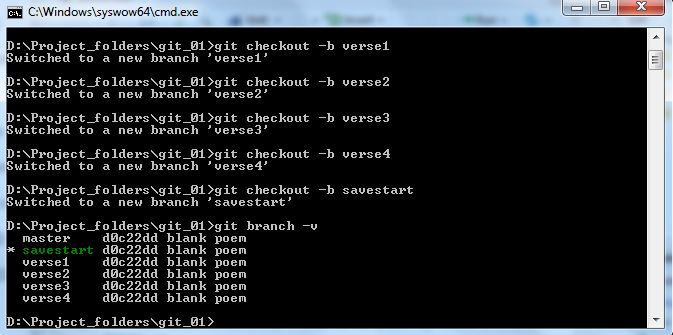 C:\Windows\syswow64\cmd.exe
D:\Project_folders\git_01>git checkout -b verse1
Switched to a new branch 'verse1'
D:\Project_folders\git_01>git checkout -b verse2
Switched to a new branch 'verse2'
D:\Project_folders\git_01>git checkout -b verse3
Switched to a new branch 'verse3'
D:\Project_folders\git_01>git checkout -b verse4
Switched to a new branch 'verse4'
D:\Project_folders\git_01>git checkout -b savestart
Switched to a new branch 'savestart'
D:\Project_folders\git_01>git branch -v
  master    d0c22dd blank poem
* savestart d0c22dd blank poem
  verse1    d0c22dd blank poem
  verse2    d0c22dd blank poem
  verse3    d0c22dd blank poem
  verse4    d0c22dd blank poem
D:\Project_folders\git_01>